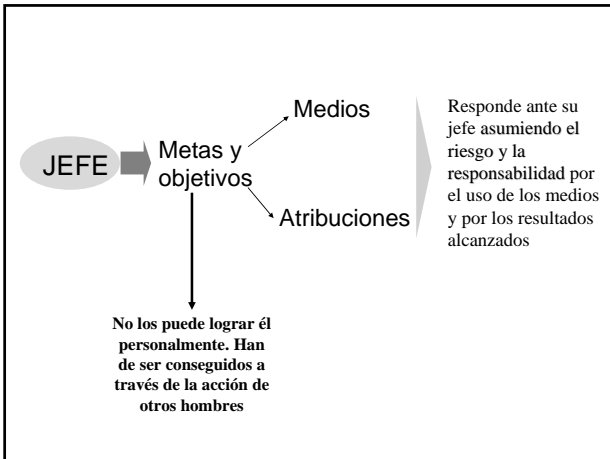 JEFE
Metas y
objetivos
Medios
Atribuciones
Responde ante su
jefe asumiendo el
riesgo y la
responsabilidad por
el uso de los medios
y por los resultados
alcanzados
No los puede lograr él
personalmente. Han
de ser conseguidos a
través de la acción de
otros hombres